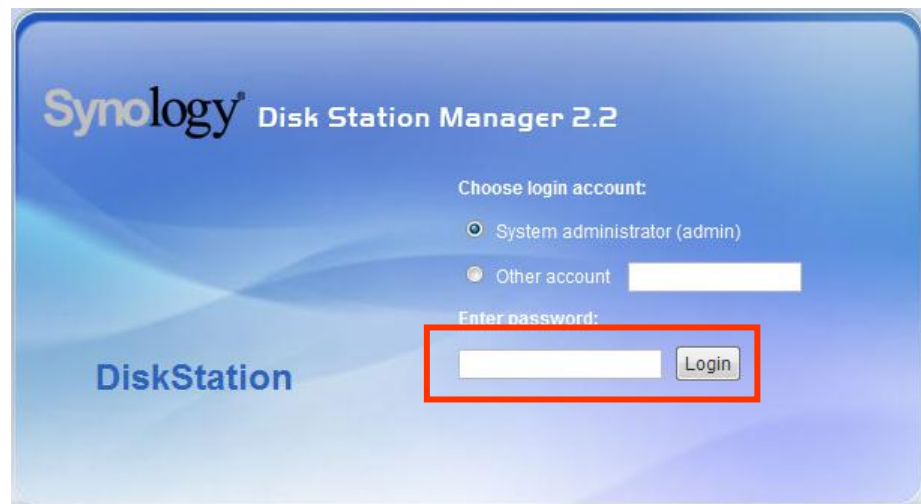 Synology® Disk Station Manager 2.2
Choose login account:
System administrator (admin)
Other account
Enter password:
Login
DiskStation